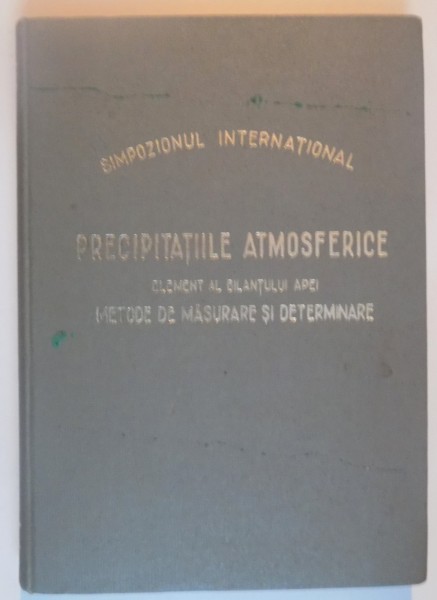 SIMPOZIONUL INTERNAȚIONAL
PRECIPITAȚIILE ATMOSFERICE
ELEMENT AL BILANȚULUI APEI
METODE DE MĂSURARE ȘI DETERMINARE